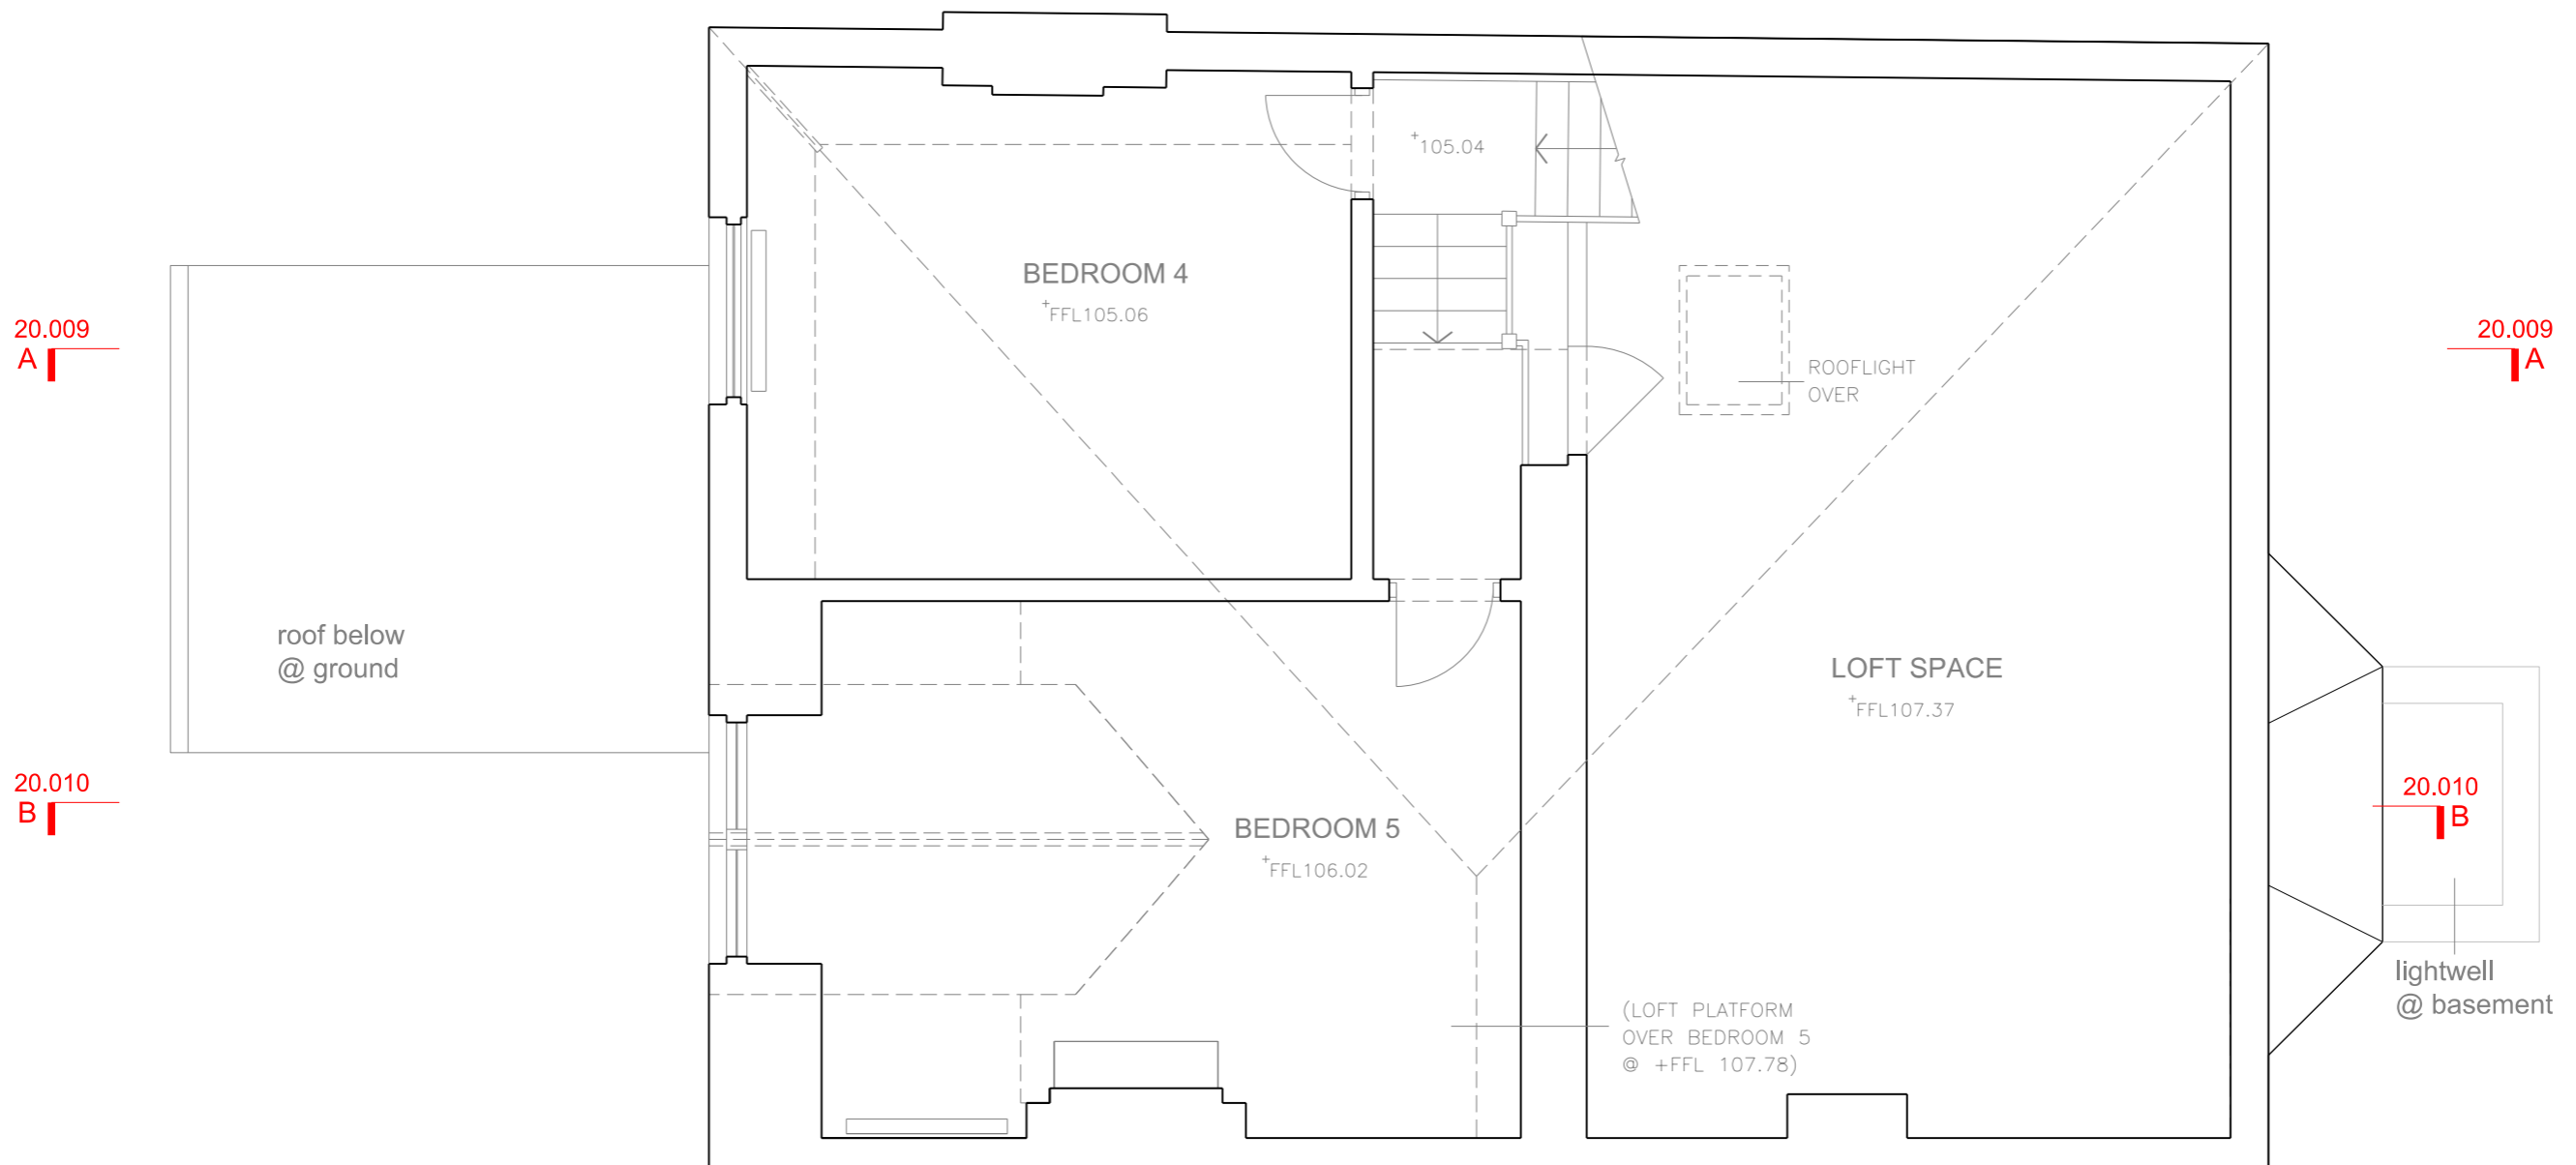 105.04
BEDROOM 4
+FFL105.06
20.009
A
20.009
A
ROOFLIGHT
OVER
roof below
@ ground
LOFT SPACE
+FFL107.37
20.010
B
20.010
B
BEDROOM 5
+FFL106.02
lightwell
@ basement
(LOFT PLATFORM
OVER BEDROOM 5
@ +FFL 107.78)